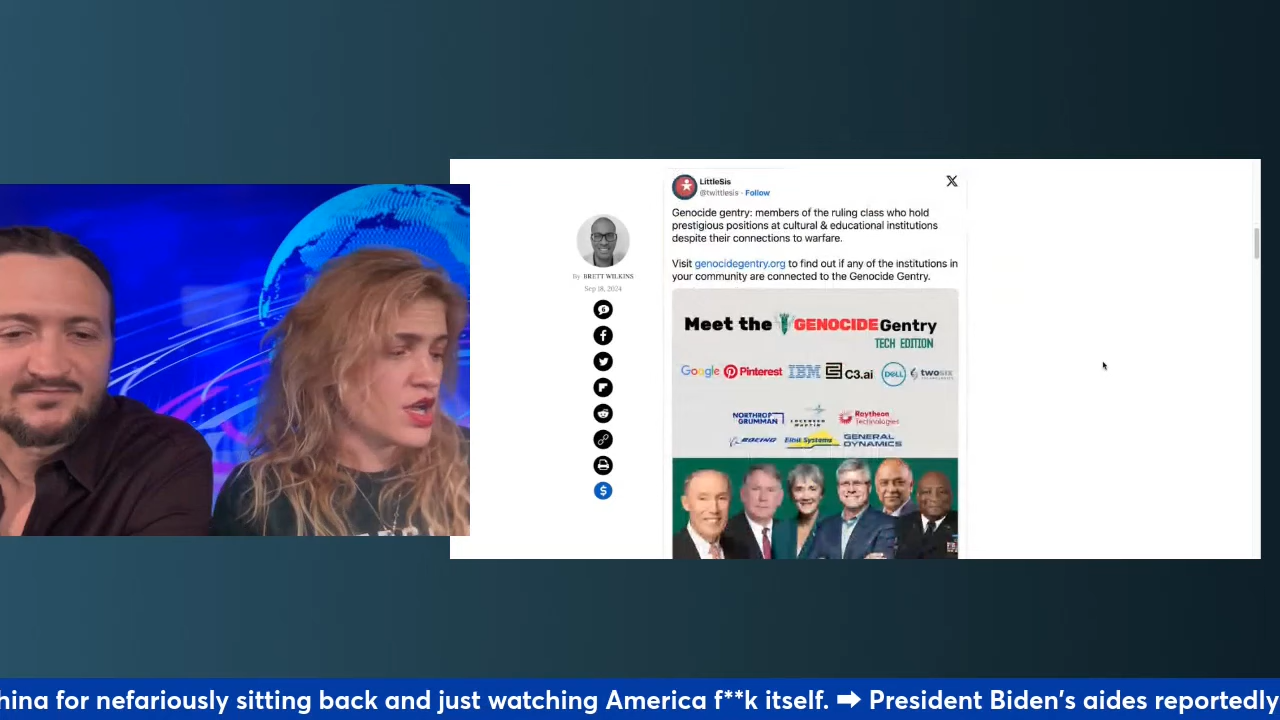 LittleSis
@twittlesis · Follow
X
Genocide gentry: members of the ruling class who hold
prestigious positions at cultural & educational institutions
despite their connections to warfare.
Visit genocidegentry.org to find out if any of the institutions in
your community are connected to the Genocide Gentry.
By BRETT WILKINS
Sep 18, 2024
6
$
Meet the GENOCIDE Gentry
TECH EDITION
Google Pinterest IBM C3.ai DELL twosix
NORTHROP
GRUMMAN
LOCKHEED
MARTIN
Raytheon
Technologies
BOEING Elbit Systems GENERAL
DYNAMICS
hina for nefariously sitting back and just watching America f**k itself. ➡ President Biden's aides reportedly